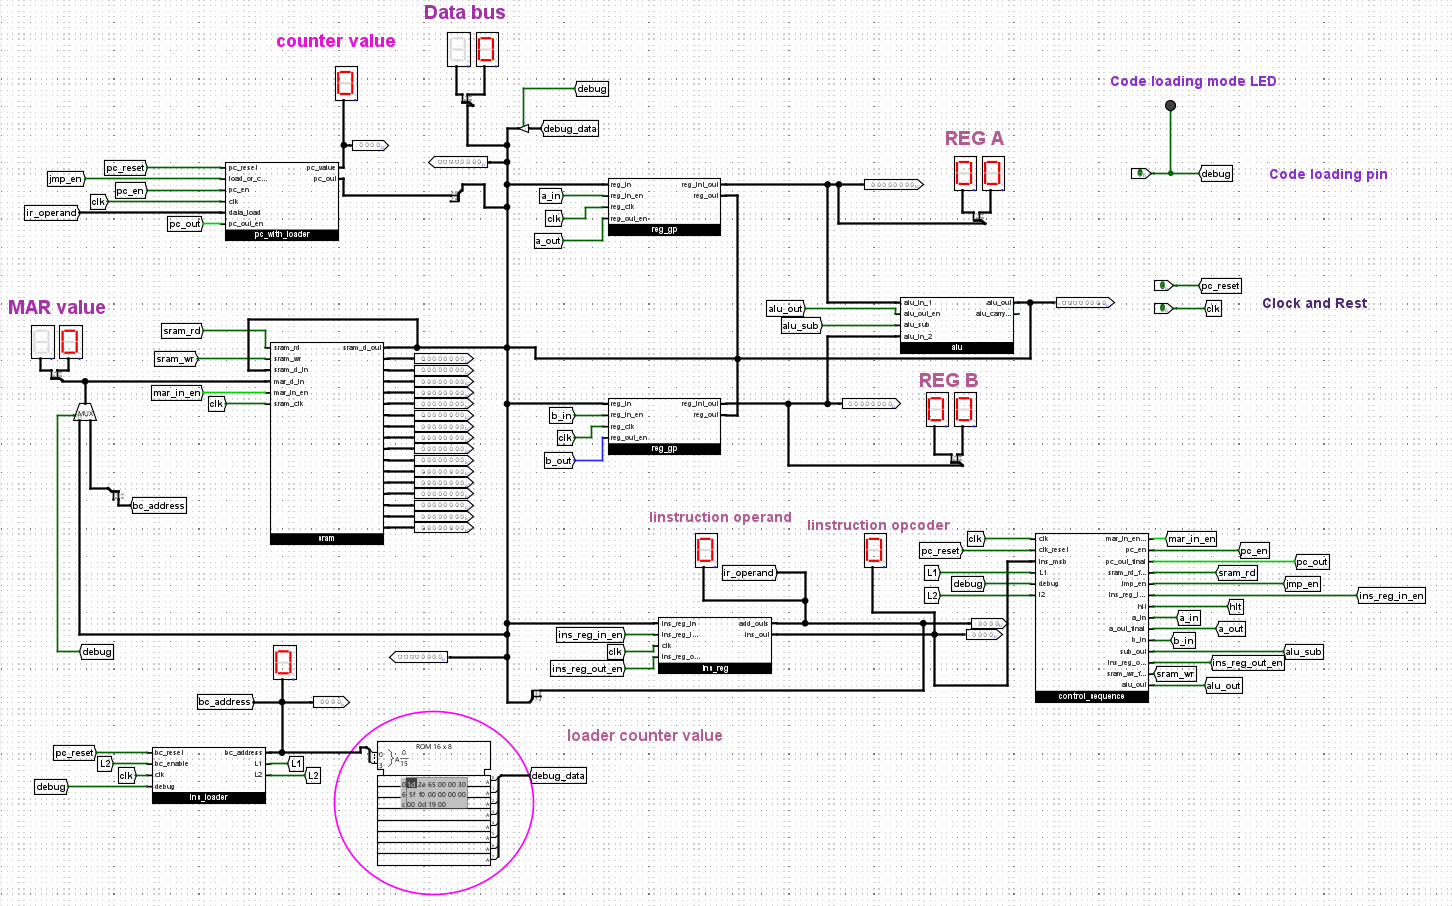 Data bus
counter value
debug
debug_data
Code loading mode LED
REG A
debug
Code loading pin
pc_reset
jmp_en
pc_en
clk
ir_operand
pc_out
pc_reset
load_or_c...
pc_en
clk
data_load
pc_out_en
pc_value
pc_out
pc_with_loader
a_in
clk
a_out
reg_in
reg_in_en
reg_clk
reg_out_en
reg_int_out
reg_out
reg_gp
pc_reset
clk
Clock and Rest
MAR value
alu_out
alu_sub
alu_in_1
alu_out_en
alu_sub
alu_in_2
alu_out
alu_carry...
alu
sram_rd
sram_wr
mar_in_en
clk
sram_rd
sram_wr
sram_d_in
mar_d_in
mar_in_en
sram_clk
sram_d_out
sram
MUX
bc_address
debug
REG B
b_in
clk
b_out
reg_in
reg_in_en
reg_clk
reg_out_en
reg_int_out
reg_out
reg_gp
Iinstruction operand
Iinstruction opcoder
ir_operand
ins_reg_in_en
clk
ins_reg_out_en
ins_reg_in
ins_reg_i...
clk
ins_reg_o...
add_outs
ins_out
ins_reg
clk
pc_reset
L1
debug
L2
clk
clk_reset
ins_msb
L1
debug
l2
mar_in_en...
pc_en
pc_out_final
sram_rd_f...
jmp_en
ins_reg_i...
hlt
a_in
a_out_final
b_in
sub_out
ins_reg_o...
sram_wr_f...
alu_out
control_sequence
mar_in_en
pc_en
pc_out
sram_rd
jmp_en
ins_reg_in_en
hlt
a_in
a_out
b_in
alu_sub
ins_reg_out_en
sram_wr
alu_out
bc_address
pc_reset
L2
clk
debug
bc_reset
bc_enable
clk
debug
bc_address
L1
L2
ins_loader
L1
L2
loader counter value
ROM 16 x 8
0
3
A
0
15
0 1d 2e 65 00 00 30
6 5f f0 00 00 00 00
c 00 0d 19 00
debug_data